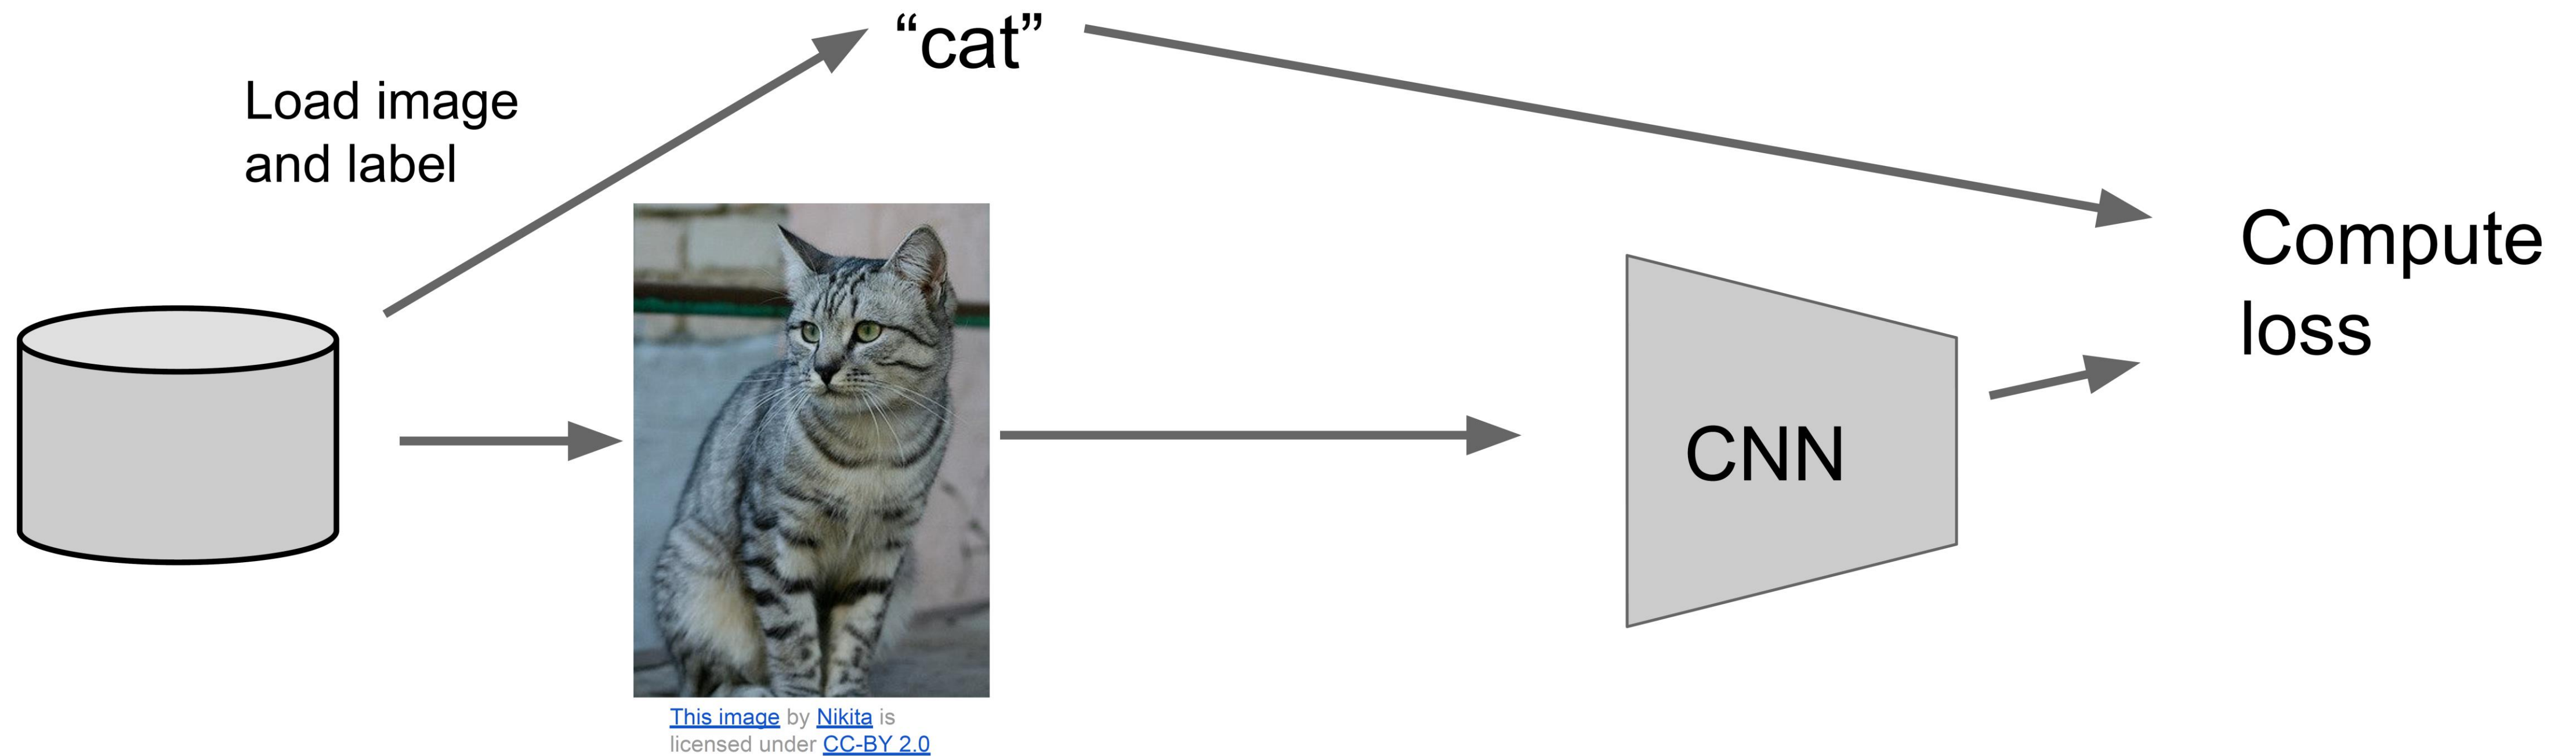 “cat”
Load image
and label
Compute
loss
CNN
This image by Nikita is
licensed under CC-BY 2.0